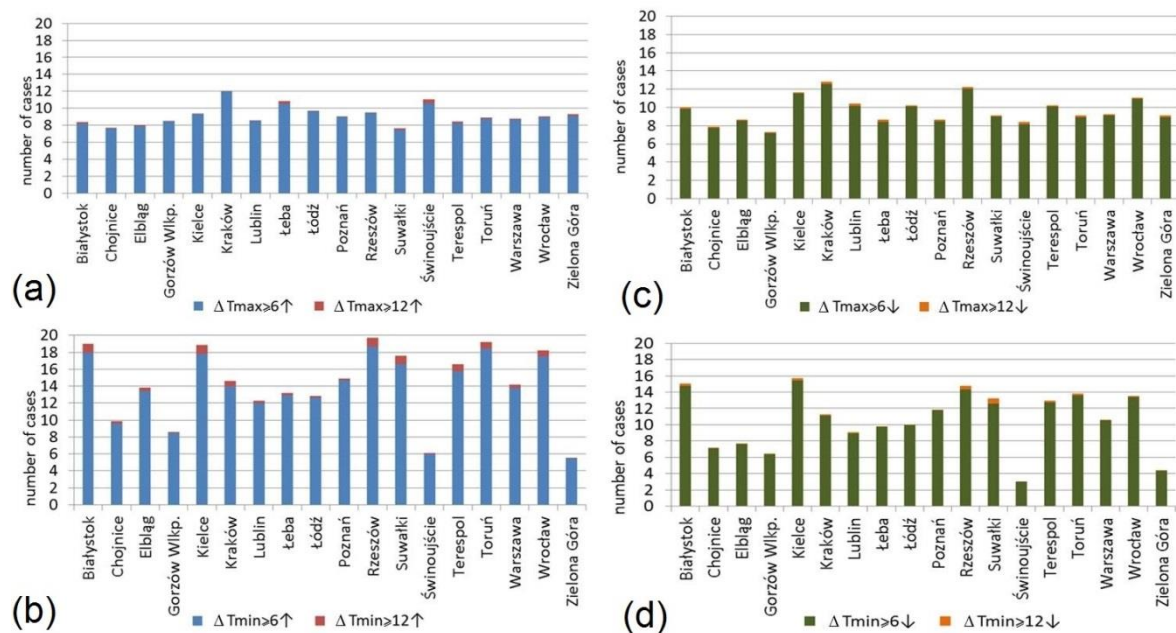 20
18
16
14
12
10
8
6
4
2
0
number of cases
Białystok
Chojnice
Elbląg
Gorzów Wlkp.
Kielce
Kraków
Lublin
Łeba
Łódź
Poznań
Rzeszów
Suwałki
Świnoujście
Terespol
Toruń
Warszawa
Wrocław
Zielona Góra
(a)
Δ Tmax≥6↑ Δ Tmax≥12↑
20
18
16
14
12
10
8
6
4
2
0
number of cases
Białystok
Chojnice
Elbląg
Gorzów Wlkp.
Kielce
Kraków
Lublin
Łeba
Łódź
Poznań
Rzeszów
Suwałki
Świnoujście
Terespol
Toruń
Warszawa
Wrocław
Zielona Góra
(c)
Δ Tmax≥6↓ Δ Tmax≥12↓
20
18
16
14
12
10
8
6
4
2
0
number of cases
Białystok
Chojnice
Elbląg
Gorzów Wlkp.
Kielce
Kraków
Lublin
Łeba
Łódź
Poznań
Rzeszów
Suwałki
Świnoujście
Terespol
Toruń
Warszawa
Wrocław
Zielona Góra
(b)
Δ Tmin≥6↑ Δ Tmin≥12↑
20
18
16
14
12
10
8
6
4
2
0
number of cases
Białystok
Chojnice
Elbląg
Gorzów Wlkp.
Kielce
Kraków
Lublin
Łeba
Łódź
Poznań
Rzeszów
Suwałki
Świnoujście
Terespol
Toruń
Warszawa
Wrocław
Zielona Góra
(d)
Δ Tmin≥6↓ Δ Tmin≥12↓